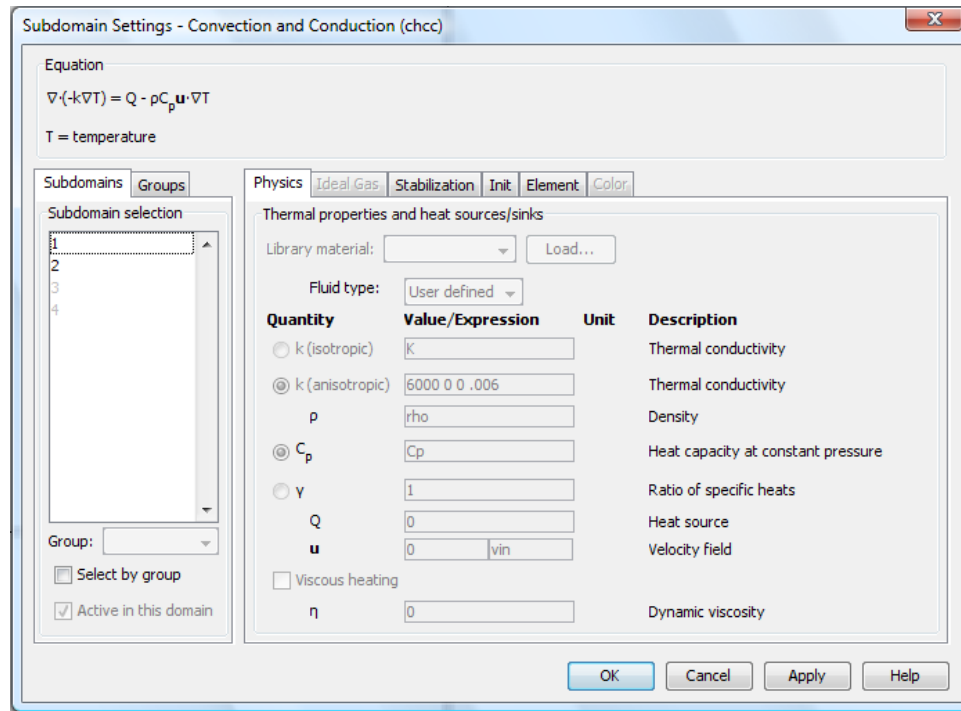 Subdomain Settings - Convection and Conduction (chcc)
Equation
∇·(-k∇T) = Q - ρCpu·∇T
T = temperature
Subdomains Groups
Subdomain selection
1
2
3
4
Group:
Select by group
Active in this domain
Physics Ideal Gas Stabilization Init Element Color
Thermal properties and heat sources/sinks
Library material: Load...
Fluid type: User defined
Quantity Value/Expression Unit Description
k (isotropic) K Thermal conductivity
k (anisotropic) 6000 0 0 .006 Thermal conductivity
ρ rho Density
Cp Cp Heat capacity at constant pressure
γ 1 Ratio of specific heats
Q 0 Heat source
u 0 vin Velocity field
Viscous heating
η 0 Dynamic viscosity
OK Cancel Apply Help